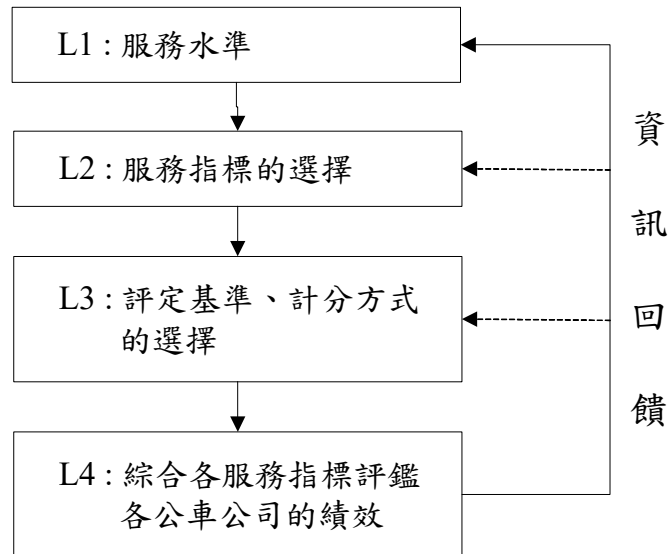 L1 : 服務水準
L2 : 服務指標的選擇
L3 : 評定基準、計分方式
的選擇
L4 : 綜合各服務指標評鑑
各公車公司的績效
資
訊
回
饋